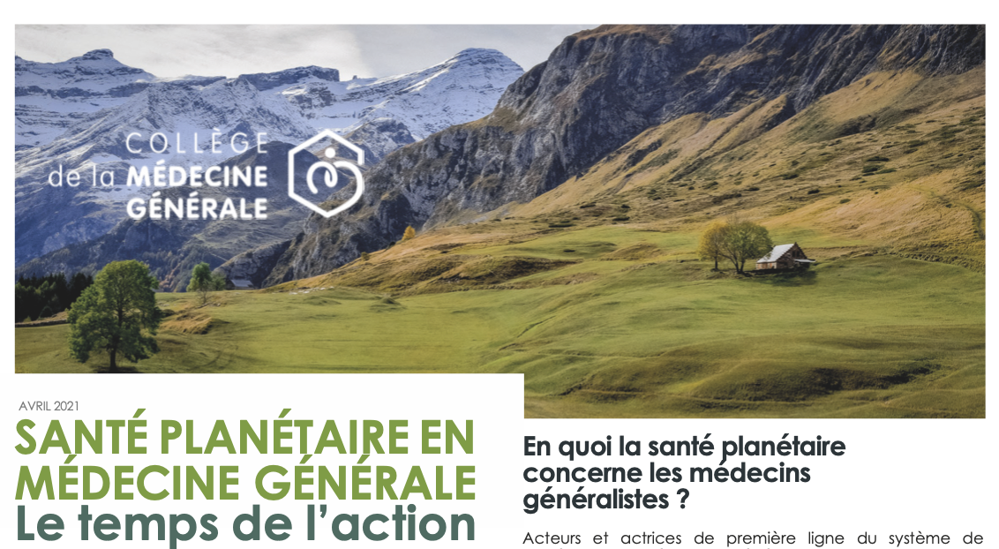 COLLÈGE
de la MÉDECINE
GÉNÉRALE
AVRIL 2021
SANTÉ PLANÉTAIRE EN
MÉDECINE GÉNÉRALE
Le temps de l’action
En quoi la santé planétaire
concerne les médecins
généralistes ?
Acteurs et actrices de première ligne du système de